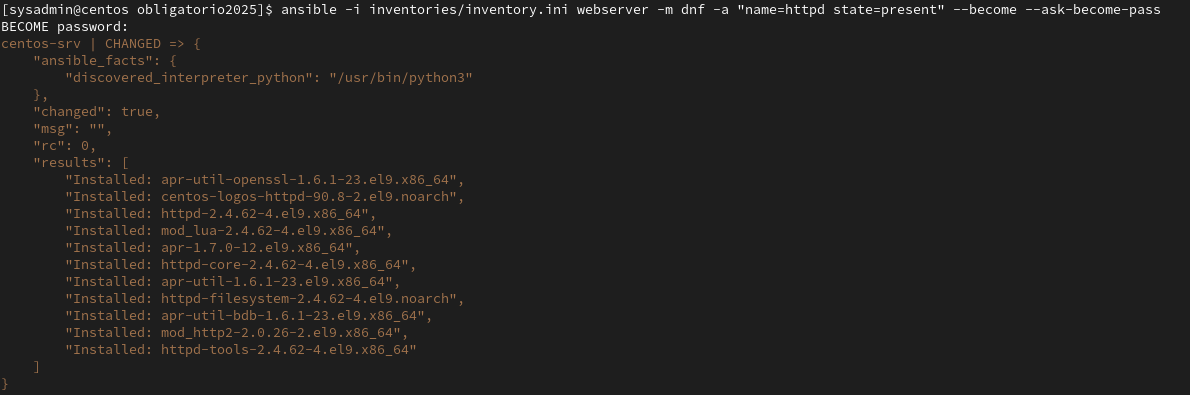 [sysadmin@centos obligatorio2025]$ ansible -i inventories/inventory.ini webserver -m dnf -a "name=httpd state=present" --become --ask-become-pass
BECOME password:
centos-srv | CHANGED => {
    "ansible_facts": {
        "discovered_interpreter_python": "/usr/bin/python3"
    },
    "changed": true,
    "msg": "",
    "rc": 0,
    "results": [
        "Installed: apr-util-openssl-1.6.1-23.el9.x86_64",
        "Installed: centos-logos-httpd-90.8-2.el9.noarch",
        "Installed: httpd-2.4.62-4.el9.x86_64",
        "Installed: mod_lua-2.4.62-4.el9.x86_64",
        "Installed: apr-1.7.0-12.el9.x86_64",
        "Installed: httpd-core-2.4.62-4.el9.x86_64",
        "Installed: apr-util-1.6.1-23.el9.x86_64",
        "Installed: httpd-filesystem-2.4.62-4.el9.noarch",
        "Installed: apr-util-bdb-1.6.1-23.el9.x86_64",
        "Installed: mod_http2-2.0.26-2.el9.x86_64",
        "Installed: httpd-tools-2.4.62-4.el9.x86_64"
    ]
}